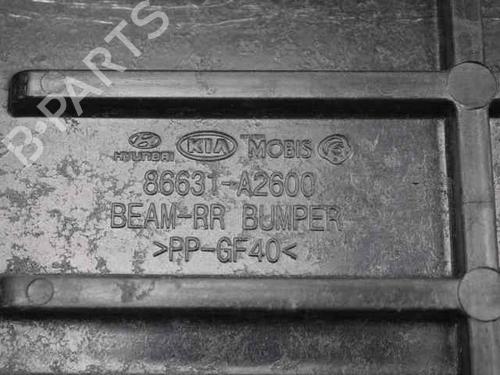 B-PARTS
HYUNDAI KIA MOBIS
86631-A2600
BEAM-RR BUMPER
>PP-GF40<